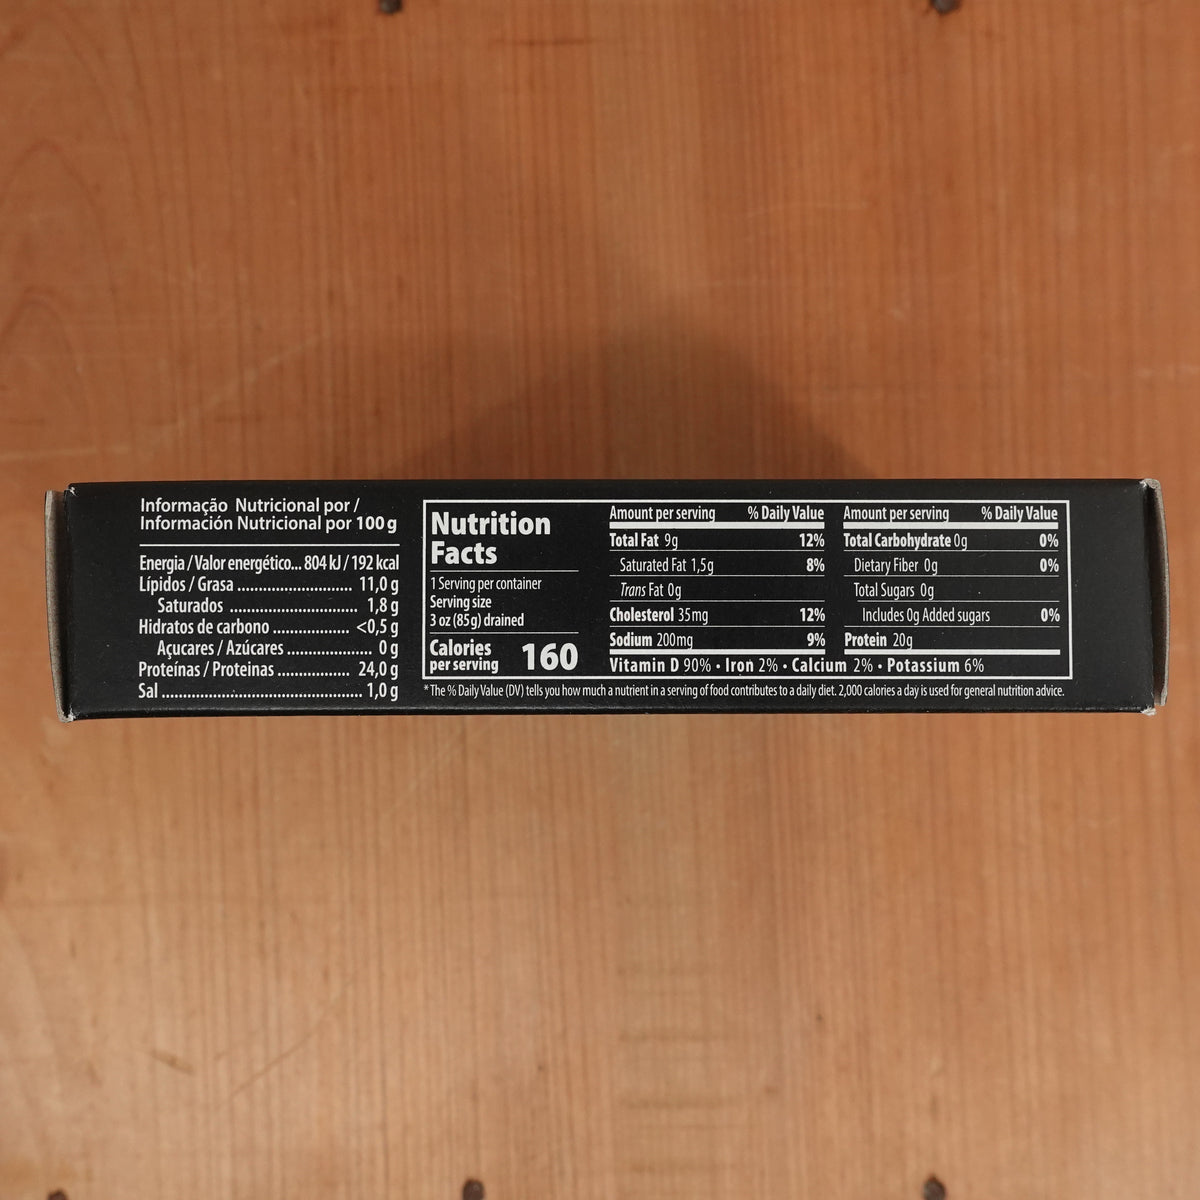 Informação Nutricional por /
Información Nutricional por 100 g
Energia / Valor energético... 804 kJ / 192 kcal
Lípidos / Grasa ........................... 11,0 g
Saturados .............................. 1,8 g
Hidratos de carbono .................. <0,5 g
Açucares / Azúcares .................... 0 g
Proteínas / Proteinas ................. 24,0 g
Sal ............................................... 1,0 g
Nutrition
Facts
1 Serving per container
Serving size
3 oz (85g) drained
Calories
per serving 160
Amount per serving % Daily Value
Total Fat 9g 12%
Saturated Fat 1,5g 8%
Trans Fat 0g
Cholesterol 35mg 12%
Sodium 200mg 9%
Amount per serving % Daily Value
Total Carbohydrate 0g 0%
Dietary Fiber 0g 0%
Total Sugars 0g
Includes 0g Added sugars 0%
Protein 20g
Vitamin D 90% • Iron 2% • Calcium 2% • Potassium 6%
* The % Daily Value (DV) tells you how much a nutrient in a serving of food contributes to a daily diet. 2,000 calories a day is used for general nutrition advice.